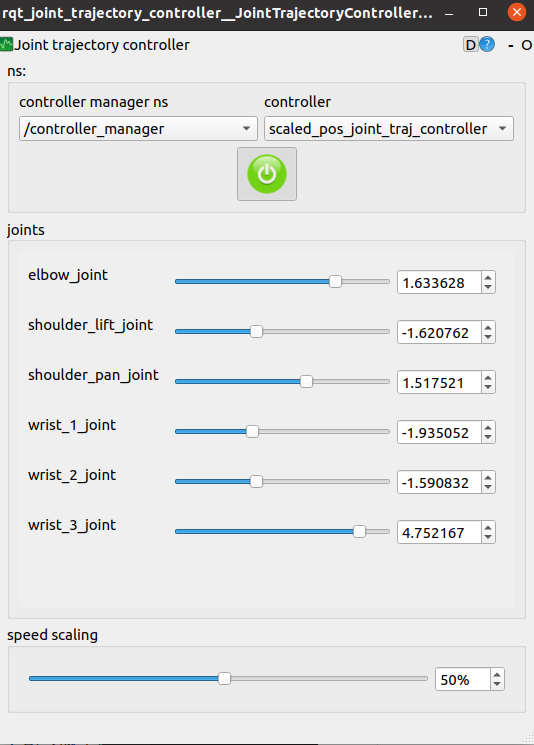 rqt_joint_trajectory_controller__JointTrajectoryController...
Joint trajectory controller
D ? - O
ns:
controller manager ns controller
/controller_manager scaled_pos_joint_traj_controller
joints
elbow_joint 1.633628
shoulder_lift_joint -1.620762
shoulder_pan_joint 1.517521
wrist_1_joint -1.935052
wrist_2_joint -1.590832
wrist_3_joint 4.752167
speed scaling
50%